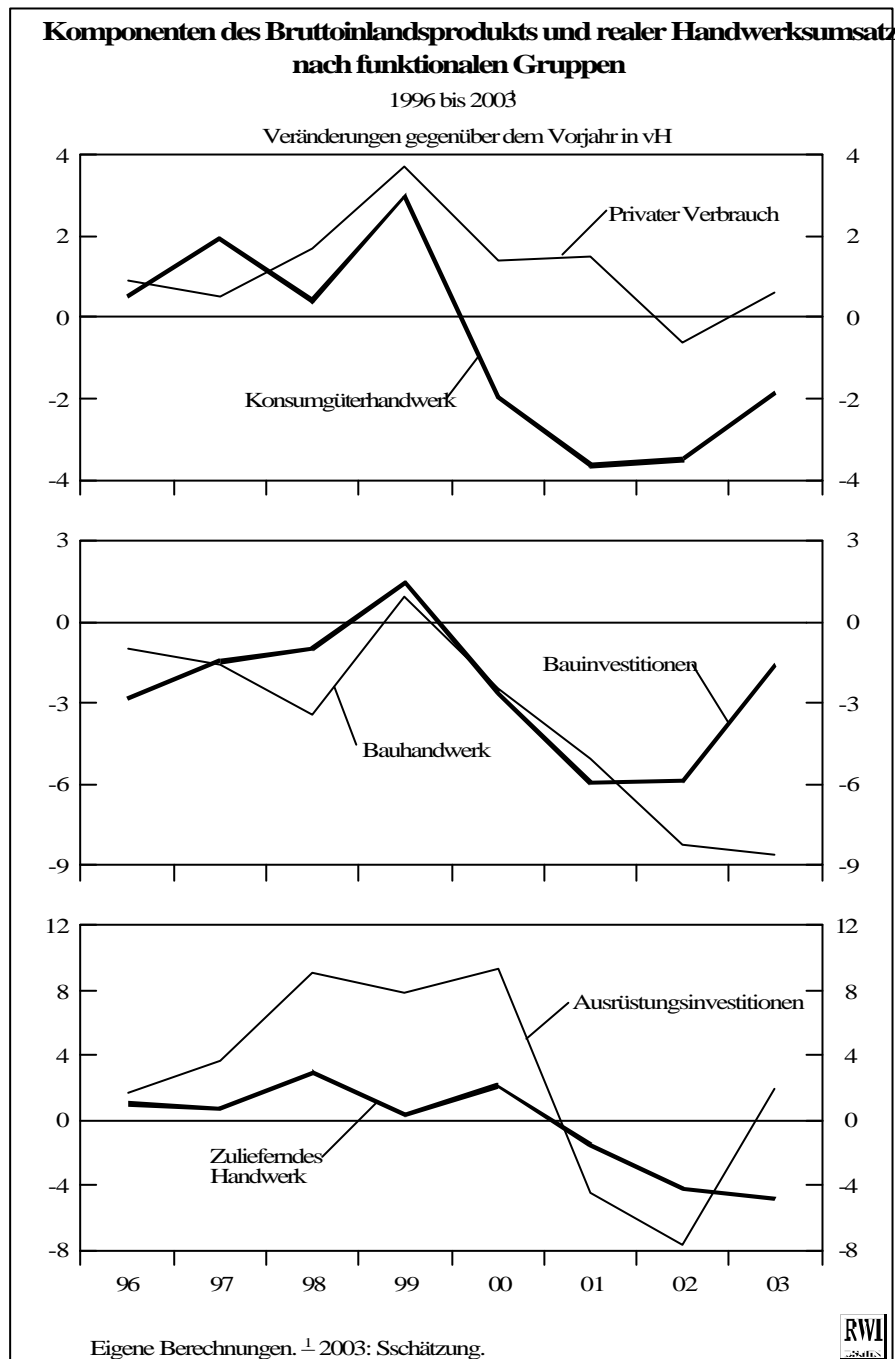 Komponenten des Bruttoinlandsprodukts und realer Handwerksumsatz
nach funktionalen Gruppen
1996 bis 2003¹
Veränderungen gegenüber dem Vorjahr in vH
4 4
2 2
0 0
-2 -2
-4 -4
Privater Verbrauch
Konsumgüterhandwerk
3 3
0 0
-3 -3
-6 -6
-9 -9
Bauinvestitionen
Bauhandwerk
12 12
8 8
4 4
0 0
-4 -4
-8 -8
Ausrüstungsinvestitionen
Zulieferndes
Handwerk
96 97 98 99 00 01 02 03
Eigene Berechnungen. ¹ 2003: Sschätzung.
RWI